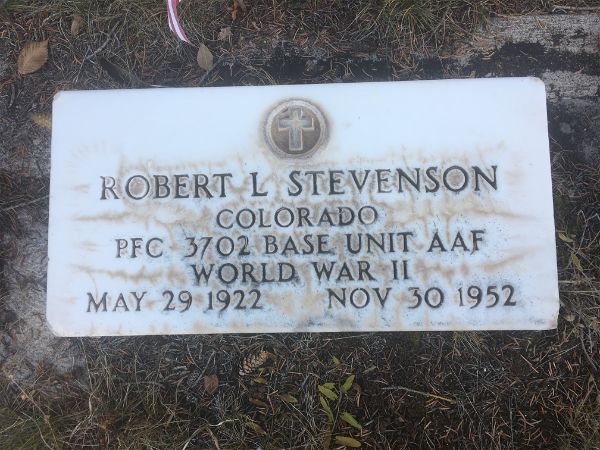 ROBERT L STEVENSON
COLORADO
PFC 3702 BASE UNIT AAF
WORLD WAR II
MAY 29 1922 NOV 30 1952